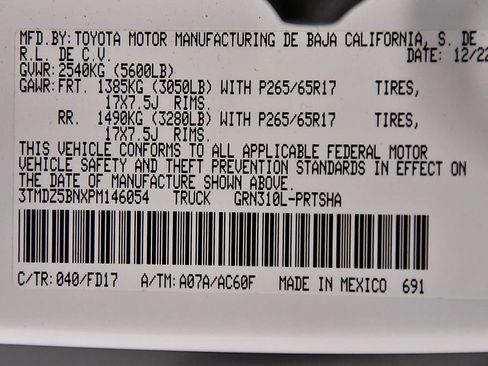 MFD.BY: TOYOTA MOTOR MANUFACTURING DE BAJA CALIFORNIA, S. DE
R.L. DE C.V. DATE: 12/22
GVWR: 2540KG (5600LB)
GAWR: FRT. 1385KG (3050LB) WITH P265/65R17 TIRES,
17X7.5J RIMS.
RR. 1490KG (3280LB) WITH P265/65R17 TIRES,
17X7.5J RIMS.
THIS VEHICLE CONFORMS TO ALL APPLICABLE FEDERAL MOTOR
VEHICLE SAFETY AND THEFT PREVENTION STANDARDS IN EFFECT ON
THE DATE OF MANUFACTURE SHOWN ABOVE.
3TMDZ5BNXPM146054 TRUCK GRN310L-PRTSHA
C/TR: 040/FD17 A/TM: A07A/AC60F MADE IN MEXICO 691